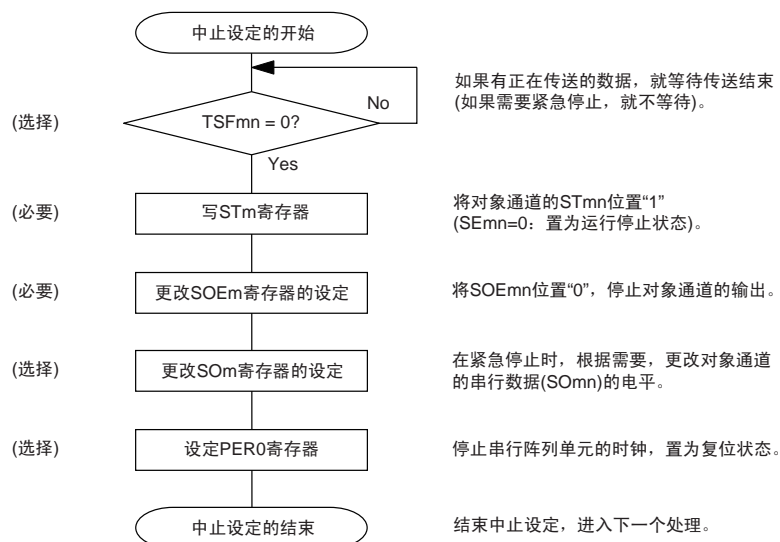 中止设定的开始
如果有正在传送的数据，就等待传送结束
(如果需要紧急停止，就不等待)。
No
(选择)
TSFmn = 0?
Yes
(必要)
写STm寄存器
将对象通道的STmn位置“1”
(SEmn=0：置为运行停止状态)。
(必要)
更改SOEm寄存器的设定
将SOEmn位置“0”，停止对象通道的输出。
(选择)
更改SOm寄存器的设定
在紧急停止时，根据需要，更改对象通道
的串行数据(SOmn)的电平。
(选择)
设定PER0寄存器
停止串行阵列单元的时钟，置为复位状态。
中止设定的结束
结束中止设定，进入下一个处理。